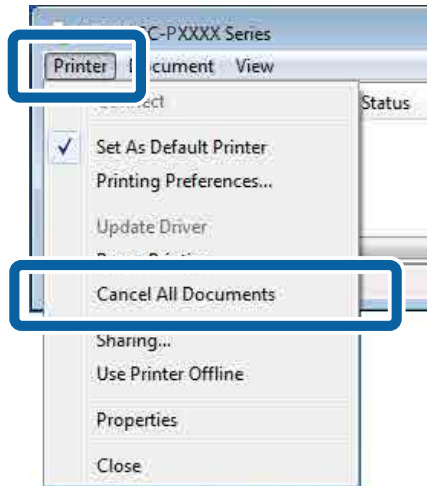 C-PXXXX Series
Printer Document View
Status
Set As Default Printer
Printing Preferences...
Update Driver
Cancel All Documents
Sharing...
Use Printer Offline
Properties
Close